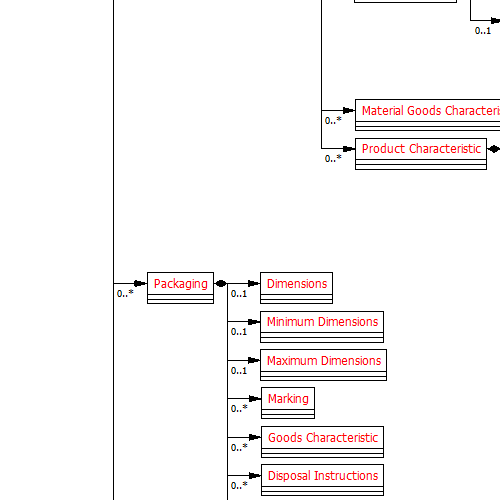 0..1
Material Goods
0..*
Product Characteristic
0..*
Packaging
0..*
Dimensions
0..1
Minimum Dimensions
0..1
Maximum Dimensions
0..1
Marking
0..*
Goods Characteristic
0..*
Disposal Instructions
0..*